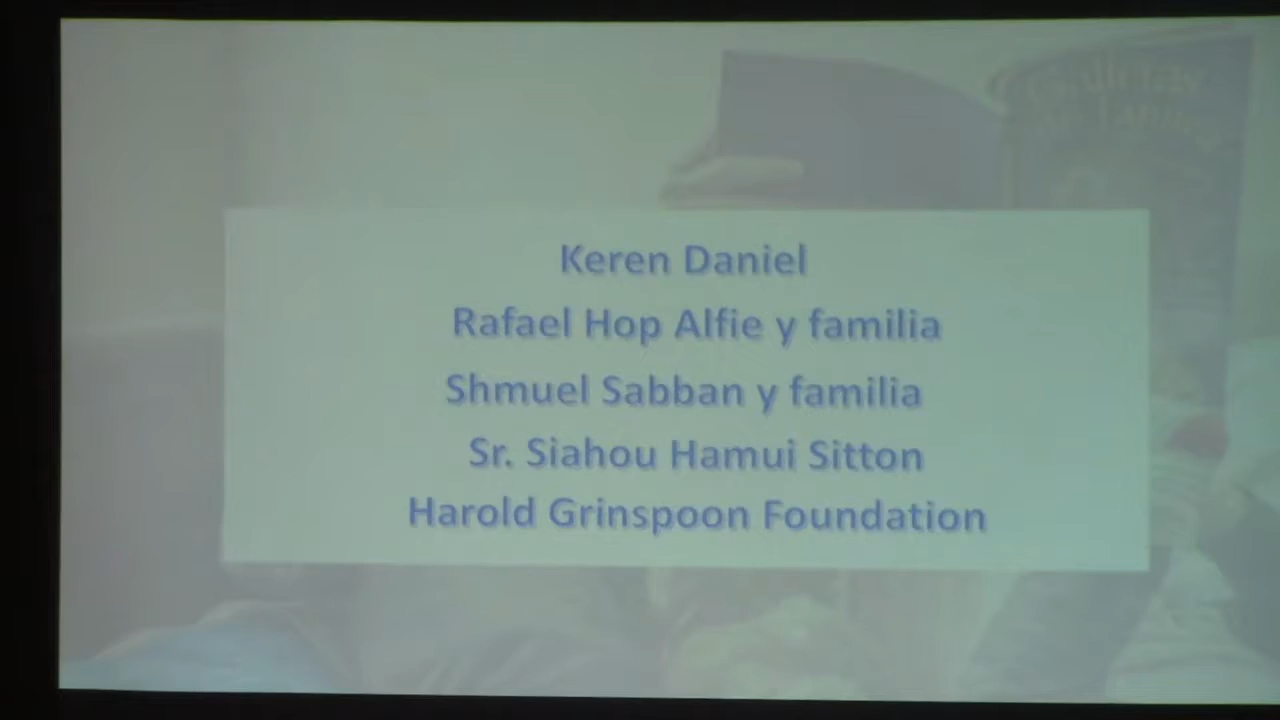 Keren Daniel
Rafael Hop Alfie y familia
Shmuel Sabban y familia
Sr. Siahou Hamui Sitton
Harold Grinspoon Foundation